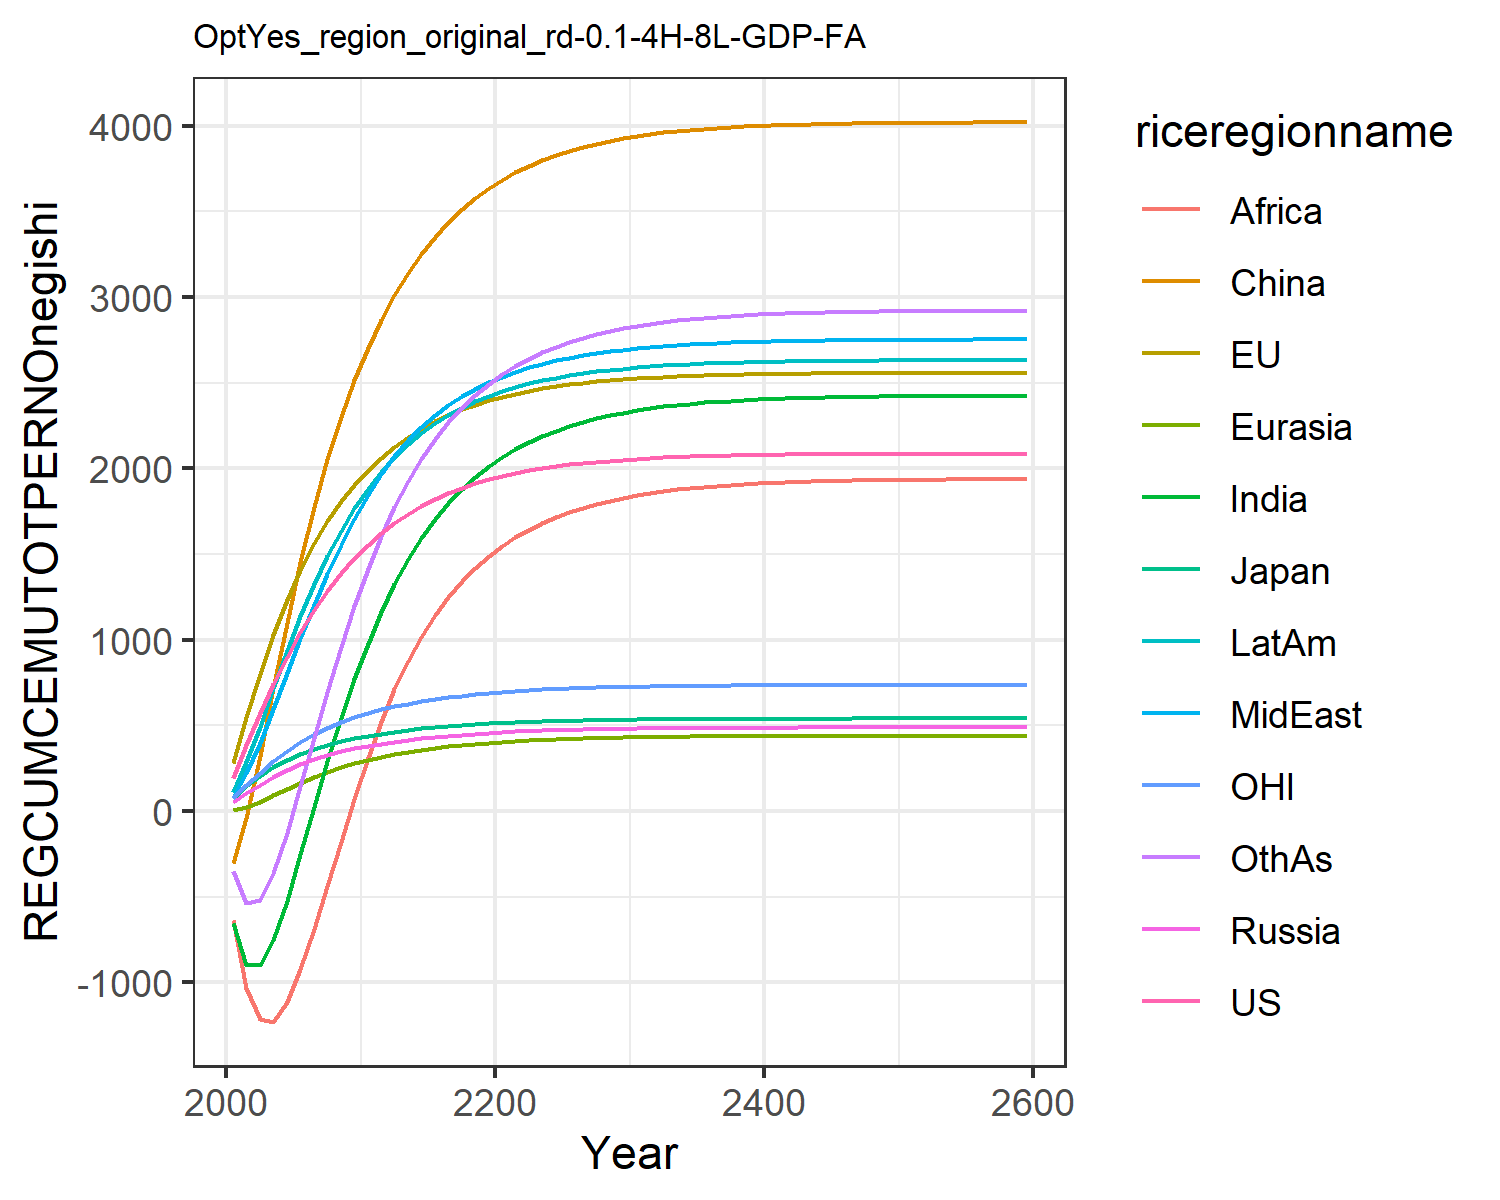 OptYes_region_original_rd-0.1-4H-8L-GDP-FA
REGCUMCEMUTOTPERNOnegishi
4000
3000
2000
1000
0
-1000
2000 2200 2400 2600
Year
riceregionname
Africa
China
EU
Eurasia
India
Japan
LatAm
MidEast
OHI
OthAs
Russia
US